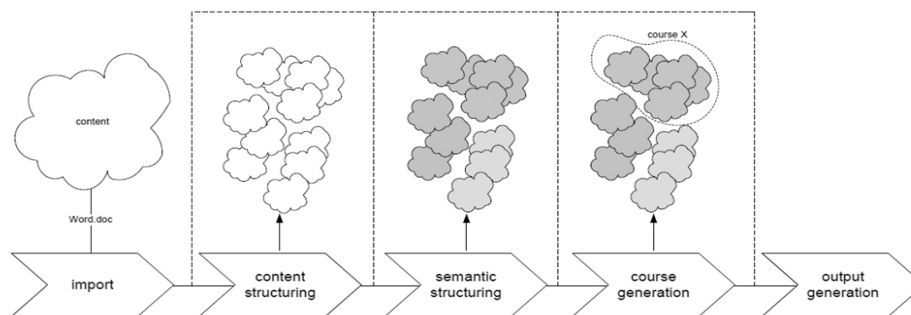 course X
content
Word.doc
import
content
structuring
semantic
structuring
course
generation
output
generation